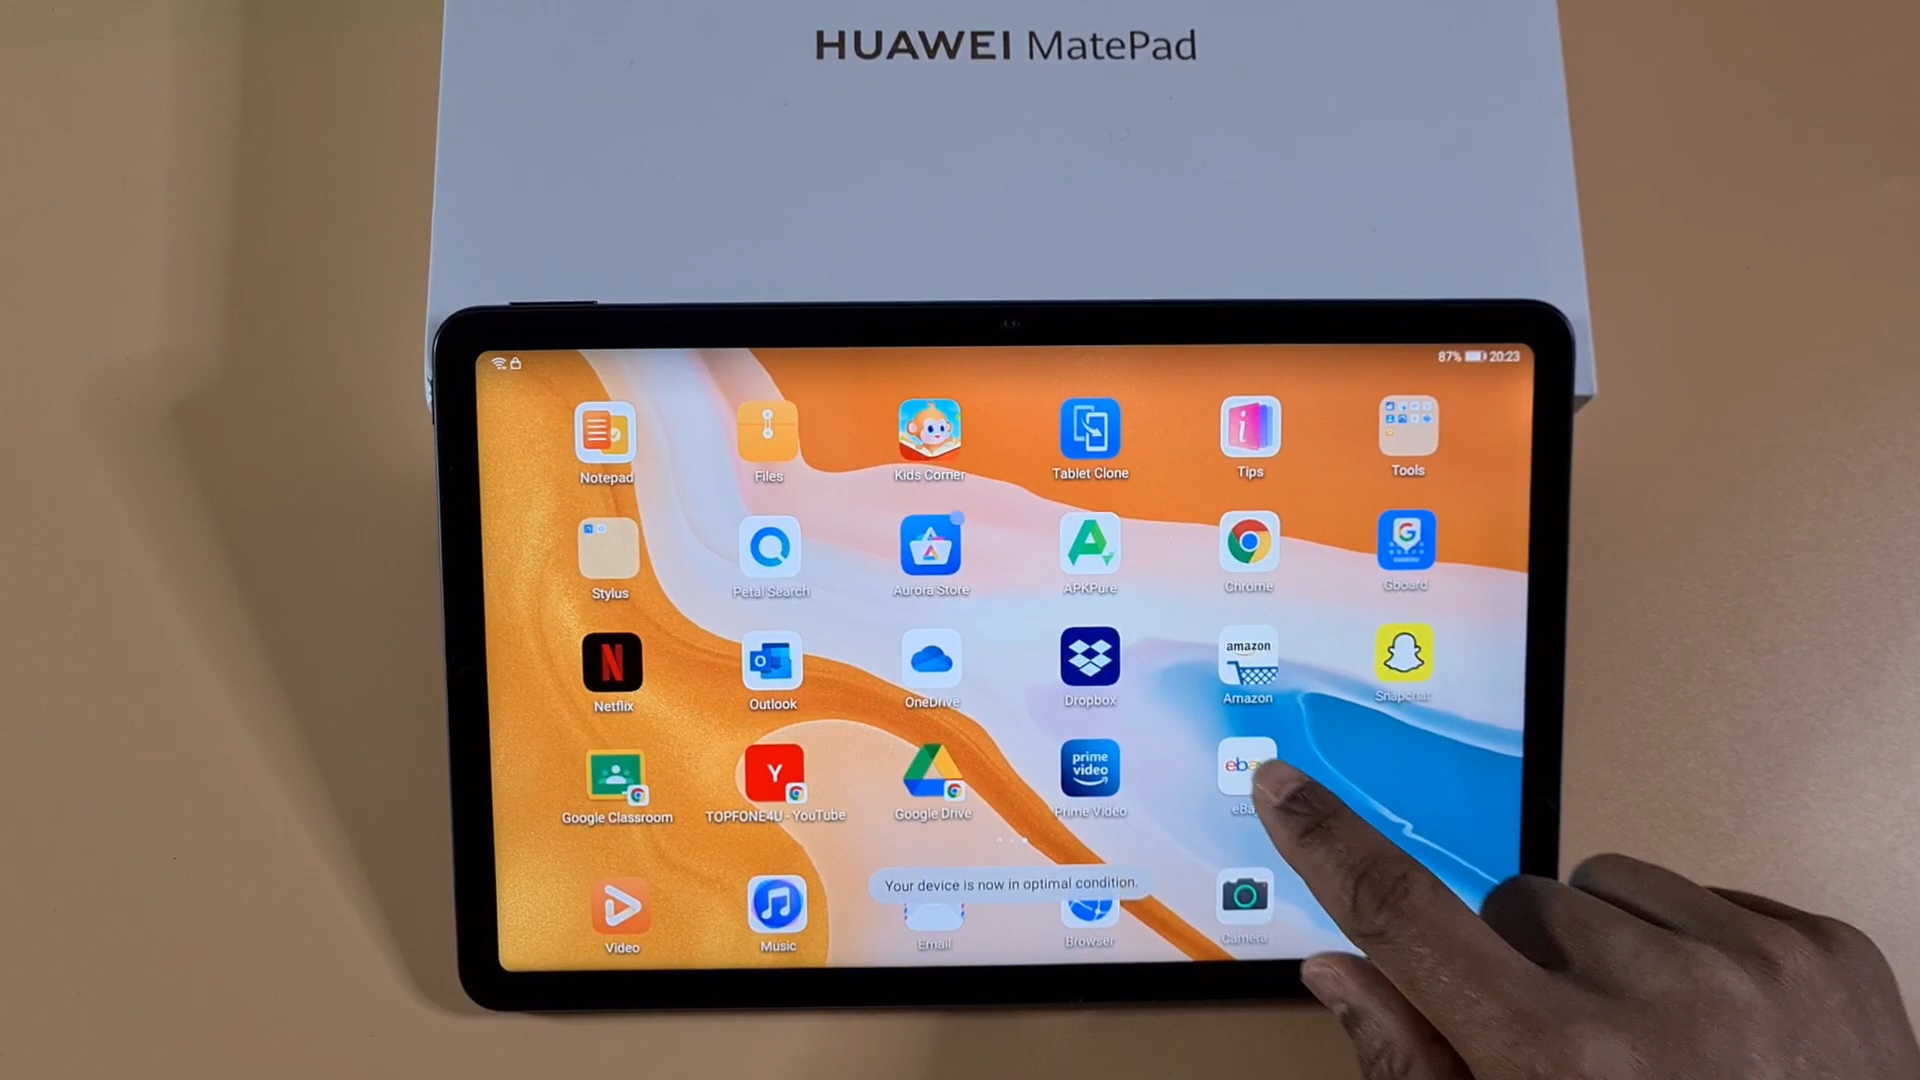 HUAWEI MatePad
87% 20:23
Notepad Files Kids Corner Tablet Clone Tips Tools
Stylus Petal Search Aurora Store APKPure Chrome Gboard
amazon
Netflix Outlook OneDrive Dropbox Amazon Snapchat
Y prime video eba
Google Classroom TOPFONE4U - YouTube Google Drive Prime Video eBa
Your device is now in optimal condition.
Video Music Email Browser Camera